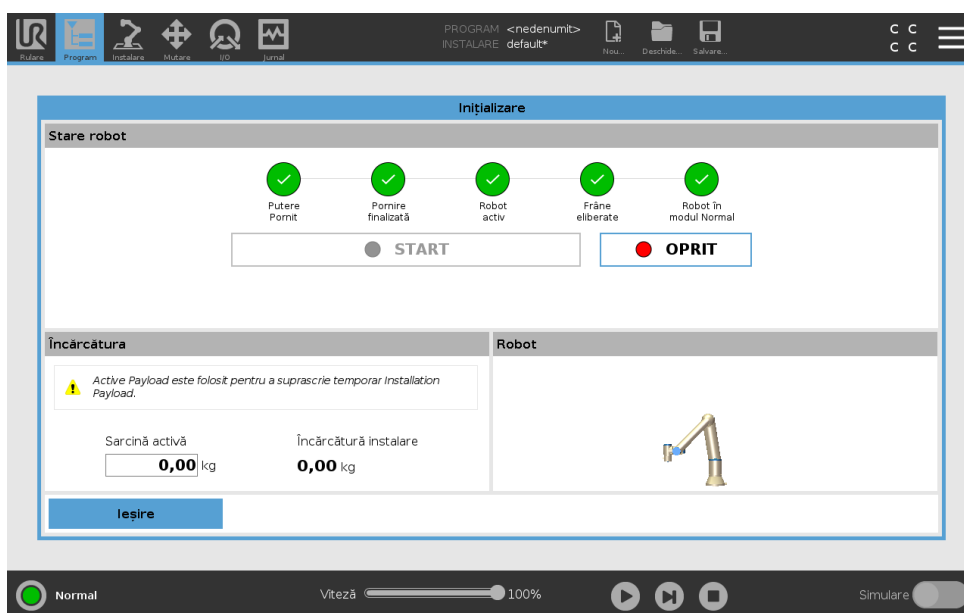 UR
Rulare
Program
Instalare
Mutare
I/O
Jurnal
PROGRAM <nedenumit>
INSTALARE default*
Nou...
Deschide...
Salvare...
C C
C C
Inițializare
Stare robot
Putere
Pornit
Pornire
finalizată
Robot
activ
Frâne
eliberate
Robot în
modul Normal
START
OPRIT
Încărcătura
Robot
Active Payload este folosit pentru a suprascrie temporar Installation
Payload.
Sarcină activă
Încărcătură instalare
0,00 kg
0,00 kg
Ieșire
Normal
Viteză
100%
Simulare